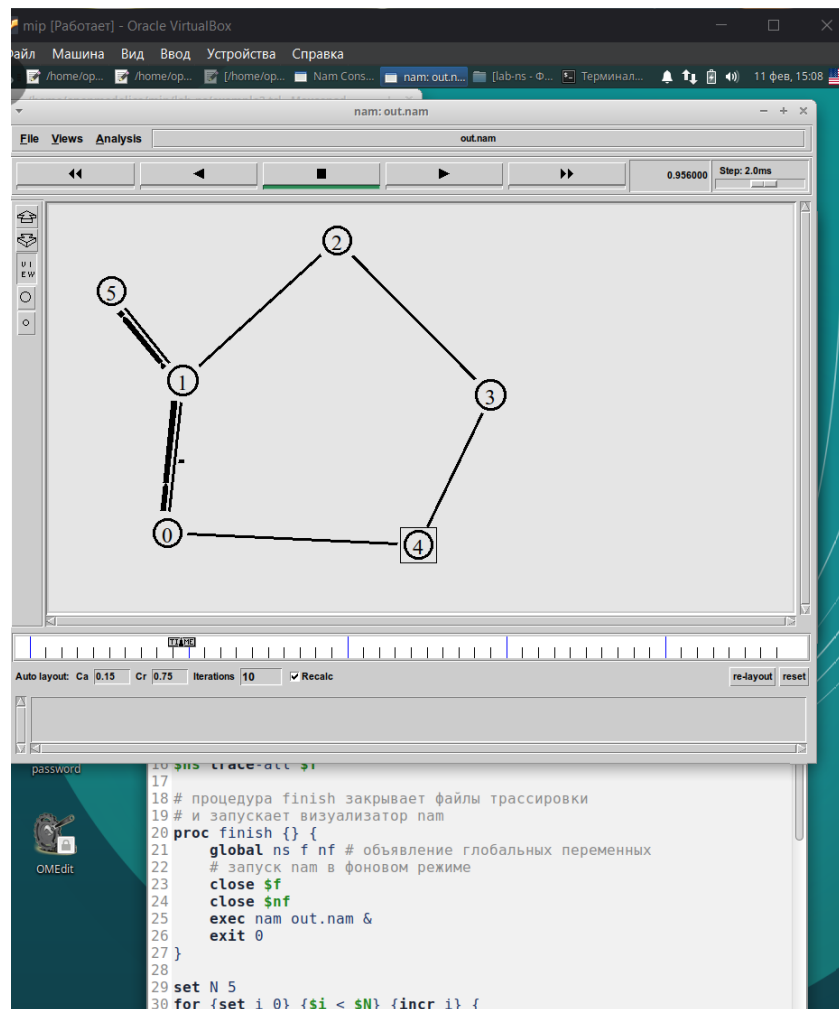 mip [Работает] - Oracle VirtualBox
Файл Машина Вид Ввод Устройства Справка
/home/op... /home/op... [/home/op... Nam Cons... nam: out.n... [lab-ns - Ф... Терминал... 11 фев, 15:08
nam: out.nam
File Views Analysis out.nam
0.956000 Step: 2.0ms
VI
EW
2
5
1
3
0
4
TIME
Auto layout: Ca 0.15 Cr 0.75 Iterations 10 Recalc re-layout reset
password
OMEdit
16 $ns trace-all $f
17
18 # процедура finish закрывает файлы трассировки
19 # и запускает визуализатор nam
20 proc finish {} {
21 global ns f nf # объявление глобальных переменных
22 # запуск nam в фоновом режиме
23 close $f
24 close $nf
25 exec nam out.nam &
26 exit 0
27 }
28
29 set N 5
30 for {set i 0} {$i < $N} {incr i} {